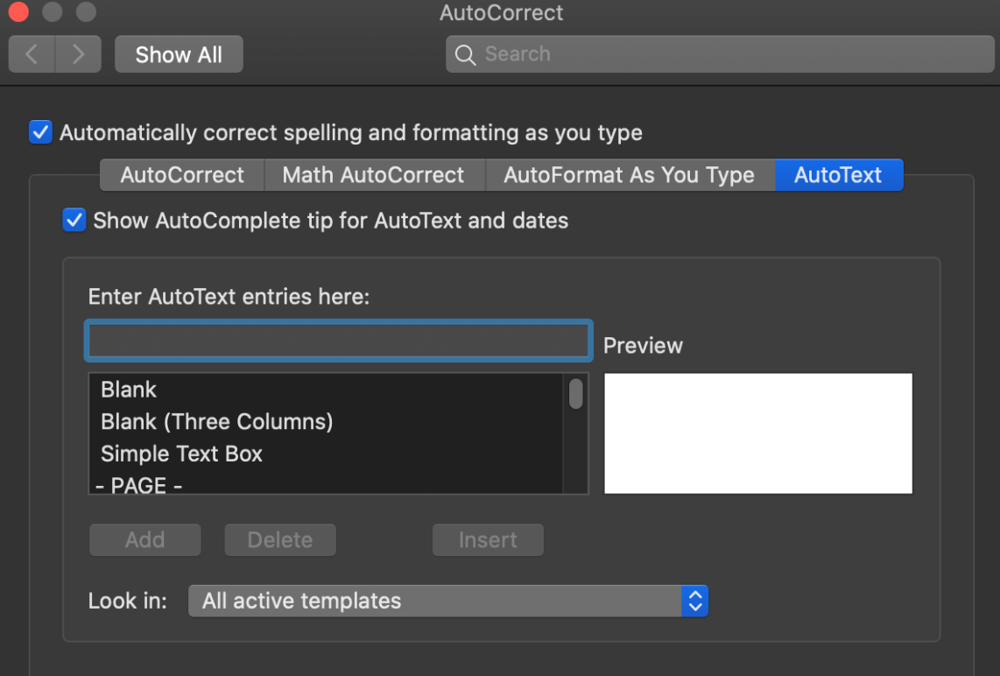 AutoCorrect
Show All
Search
Automatically correct spelling and formatting as you type
AutoCorrect
Math AutoCorrect
AutoFormat As You Type
AutoText
Show AutoComplete tip for AutoText and dates
Enter AutoText entries here:
Preview
Blank
Blank (Three Columns)
Simple Text Box
- PAGE -
Add
Delete
Insert
Look in:
All active templates